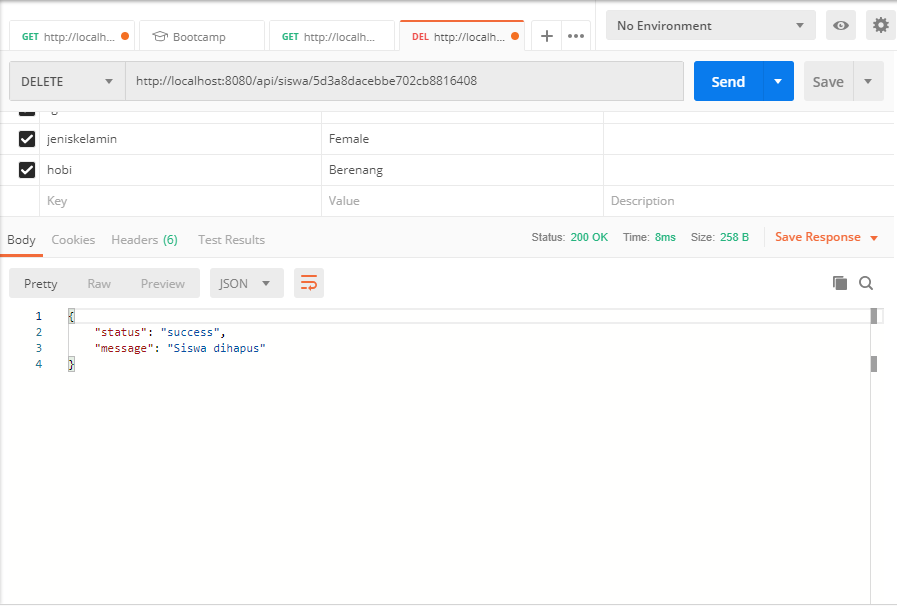 GET http://localh... Bootcamp GET http://localh... DEL http://localh... + ••• No Environment
DELETE http://localhost:8080/api/siswa/5d3a8dacebbe702cb8816408 Send Save
jeniskelamin Female
hobi Berenang
Key Value Description
Body Cookies Headers (6) Test Results Status: 200 OK Time: 8ms Size: 258 B Save Response
Pretty Raw Preview JSON
1 {
2 "status": "success",
3 "message": "Siswa dihapus"
4 }